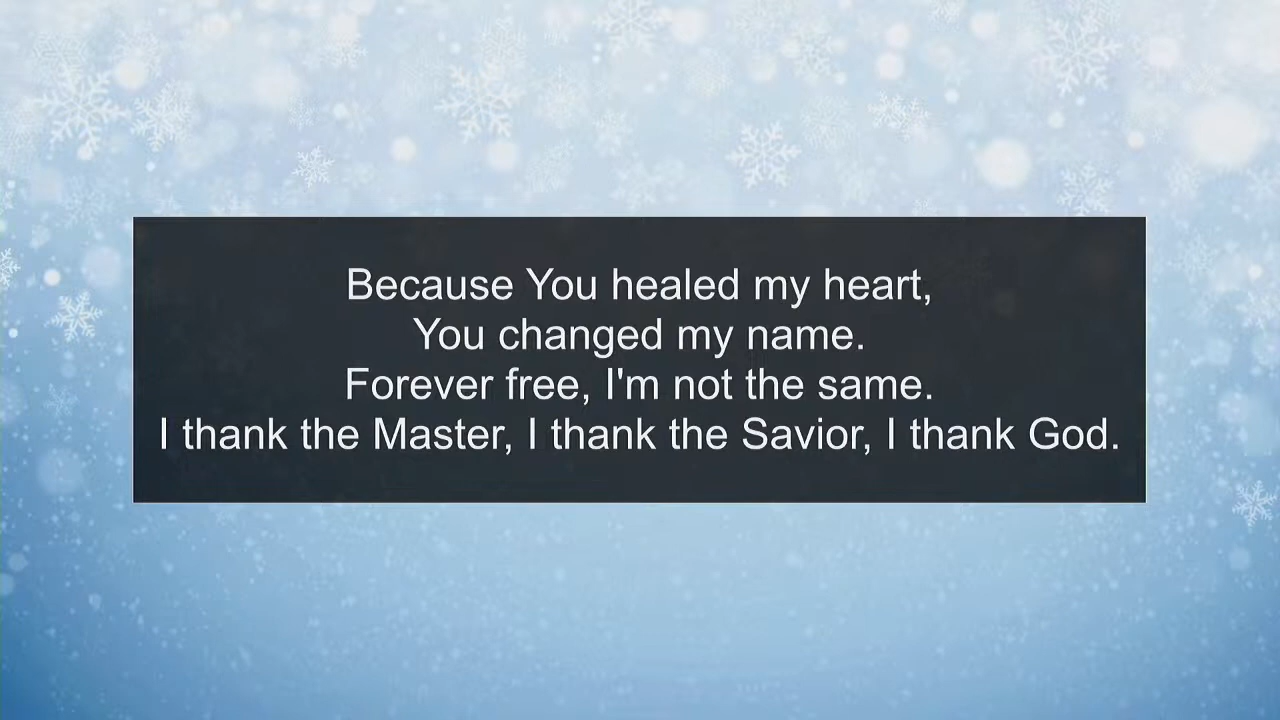 Because You healed my heart,
You changed my name.
Forever free, I'm not the same.
I thank the Master, I thank the Savior, I thank God.